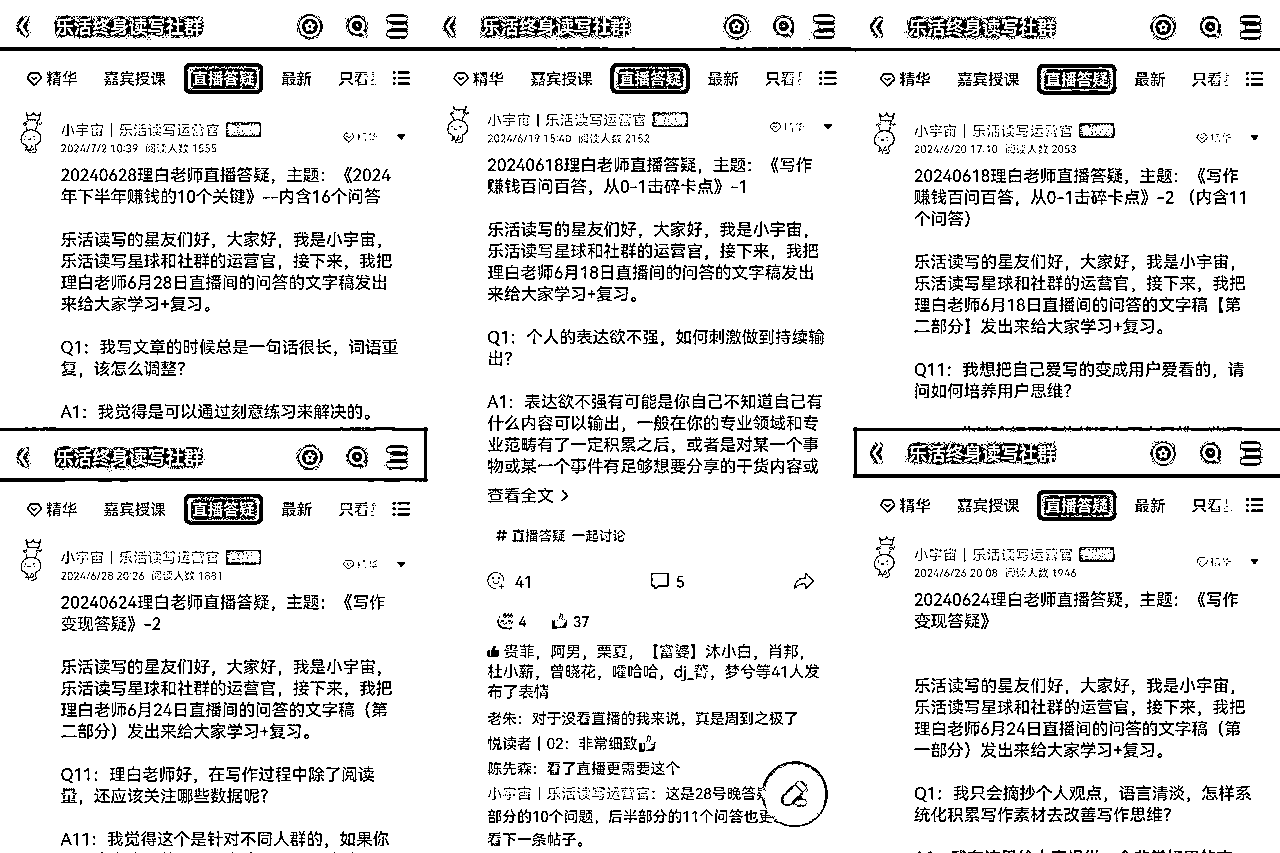 乐活终身读写社群
精华 嘉宾授课 直播答疑 最新 只看
小宇宙｜乐活读写运营官
2024/7/2 10:39 阅读人数 1555
20240628理白老师直播答疑，主题：《2024
年下半年赚钱的10个关键》---内含16个问答
乐活读写的星友们好，大家好，我是小宇宙，
乐活读写星球和社群的运营官，接下来，我把
理白老师6月28日直播间的问答的文字稿发出
来给大家学习+复习。
Q1：我写文章的时候总是一句话很长，词语重
复，该怎么调整？
A1：我觉得是可以通过刻意练习来解决的。
乐活终身读写社群
精华 嘉宾授课 直播答疑 最新 只看
小宇宙｜乐活读写运营官
2024/6/28 20:26 阅读人数 1881
20240624理白老师直播答疑，主题：《写作
变现答疑》-2
乐活读写的星友们好，大家好，我是小宇宙，
乐活读写星球和社群的运营官，接下来，我把
理白老师6月24日直播间的问答的文字稿（第
二部分）发出来给大家学习+复习。
Q11：理白老师好，在写作过程中除了阅读
量，还应该关注哪些数据呢？
A11：我觉得这个是针对不同人群的，如果你
乐活终身读写社群
精华 嘉宾授课 直播答疑 最新 只看
小宇宙｜乐活读写运营官
2024/6/19 15:40 阅读人数 2152
20240618理白老师直播答疑，主题：《写作
赚钱百问百答，从0-1击碎卡点》-1
乐活读写的星友们好，大家好，我是小宇宙，
乐活读写星球和社群的运营官，接下来，我把
理白老师6月18日直播间的问答的文字稿发出
来给大家学习+复习。
Q1：个人的表达欲不强，如何刺激做到持续输
出？
A1：表达欲不强有可能是你自己不知道自己有
什么内容可以输出，一般在你的专业领域和专
业范畴有了一定积累之后，或者是对某一个事
物或某一个事件有足够想要分享的干货内容或
查看全文
# 直播答疑 一起讨论
41 5
4 37
贵菲，阿男，栗夏，【富婆】沐小白，肖邦，
杜小薪，曾晓花，嚯哈哈，梦兮等41人发
布了表情
老朱：对于没看直播的我来说，真是周到之极了
悦读者｜02：非常细致
陈先森：看了直播更需要这个
小宇宙｜乐活读写运营官：这是28号晚答
部分的10个问题，后半部分的11个问答也
看下一条帖子。
乐活终身读写社群
精华 嘉宾授课 直播答疑 最新 只看
小宇宙｜乐活读写运营官
2024/6/20 17:10 阅读人数 2053
20240618理白老师直播答疑，主题：《写作
赚钱百问百答，从0-1击碎卡点》-2 （内含11
个问答）
乐活读写的星友们好，大家好，我是小宇宙，
乐活读写星球和社群的运营官，接下来，我把
理白老师6月18日直播间的问答的文字稿【第
二部分】发出来给大家学习+复习。
Q11：我想把自己爱写的变成用户爱看的，请
问如何培养用户思维？
乐活终身读写社群
精华 嘉宾授课 直播答疑 最新 只看
小宇宙｜乐活读写运营官
2024/6/26 20:08 阅读人数 1946
20240624理白老师直播答疑，主题：《写作
变现答疑》
乐活读写的星友们好，大家好，我是小宇宙，
乐活读写星球和社群的运营官，接下来，我把
理白老师6月24日直播间的问答的文字稿（第
一部分）发出来给大家学习+复习。
Q1：我只会摘抄个人观点，语言清淡，怎样系
统化积累写作素材去改善写作思维？